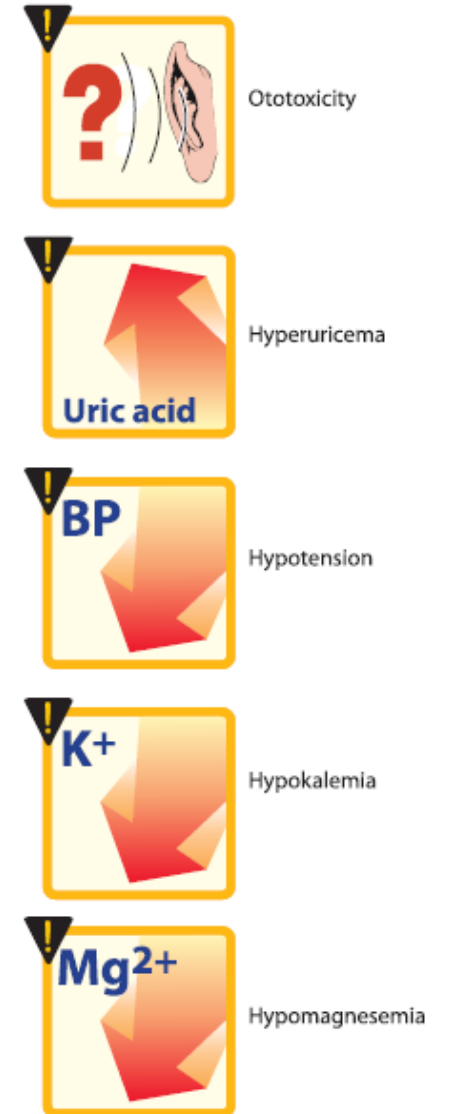 !
?
Ototoxicity
!
Uric acid
Hyperuricema
!
BP
Hypotension
!
K+
Hypokalemia
!
Mg2+
Hypomagnesemia